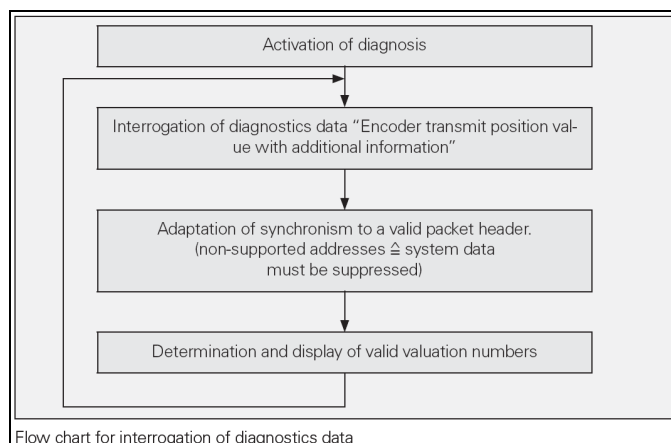 Activation of diagnosis
Interrogation of diagnostics data “Encoder transmit position val-
ue with additional information”
Adaptation of synchronism to a valid packet header.
(non-supported addresses ≙ system data
must be suppressed)
Determination and display of valid valuation numbers
Flow chart for interrogation of diagnostics data